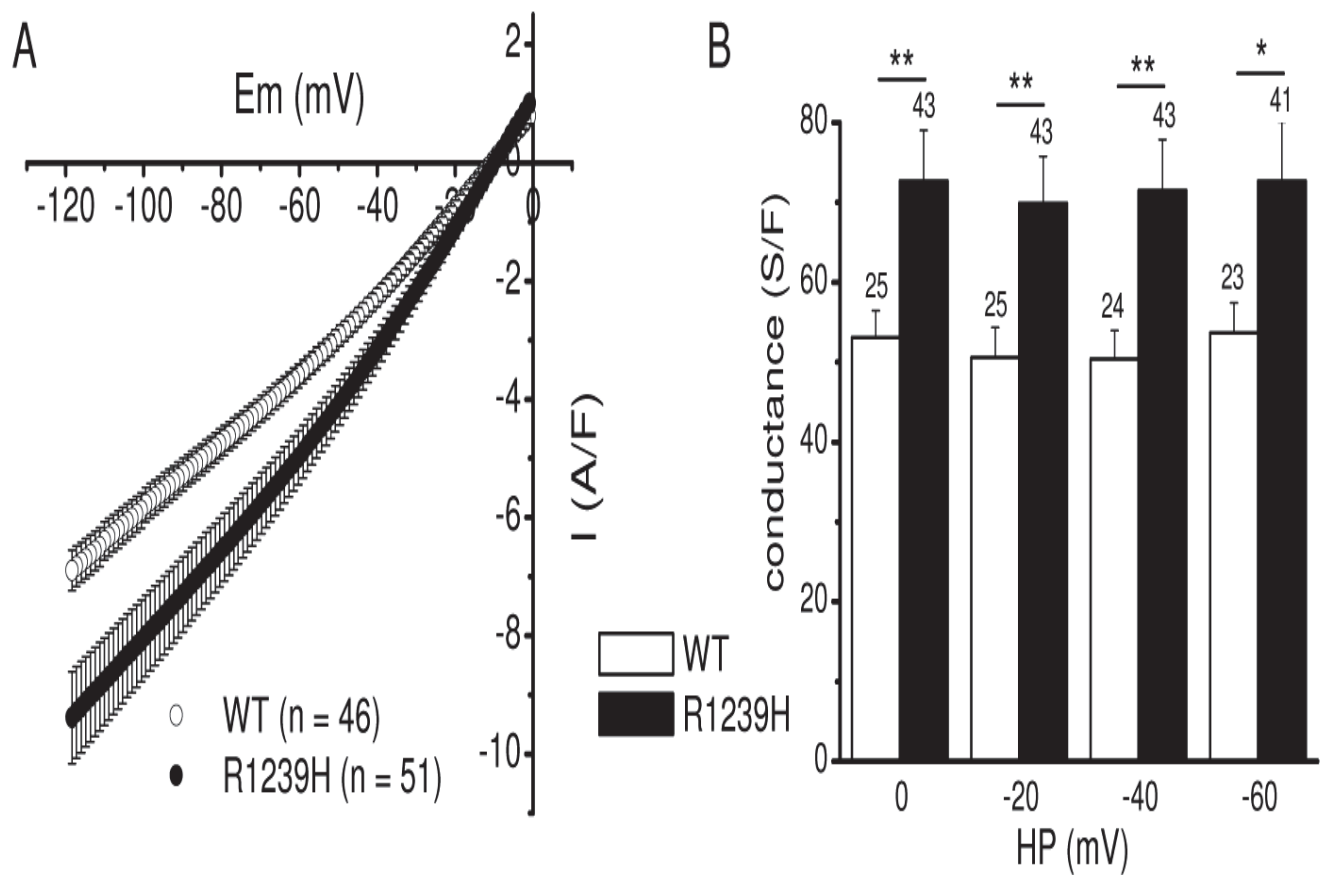 A
Em (mV)
2
0
-120 -100 -80 -60 -40 0
-2
-4
-6
-8
-10
I (A/F)
WT (n = 46)
R1239H (n = 51)
WT
R1239H
B
** ** ** *
43 43 43 41
25 25 24 23
80
60
40
20
0
conductance (S/F)
0 -20 -40 -60
HP (mV)